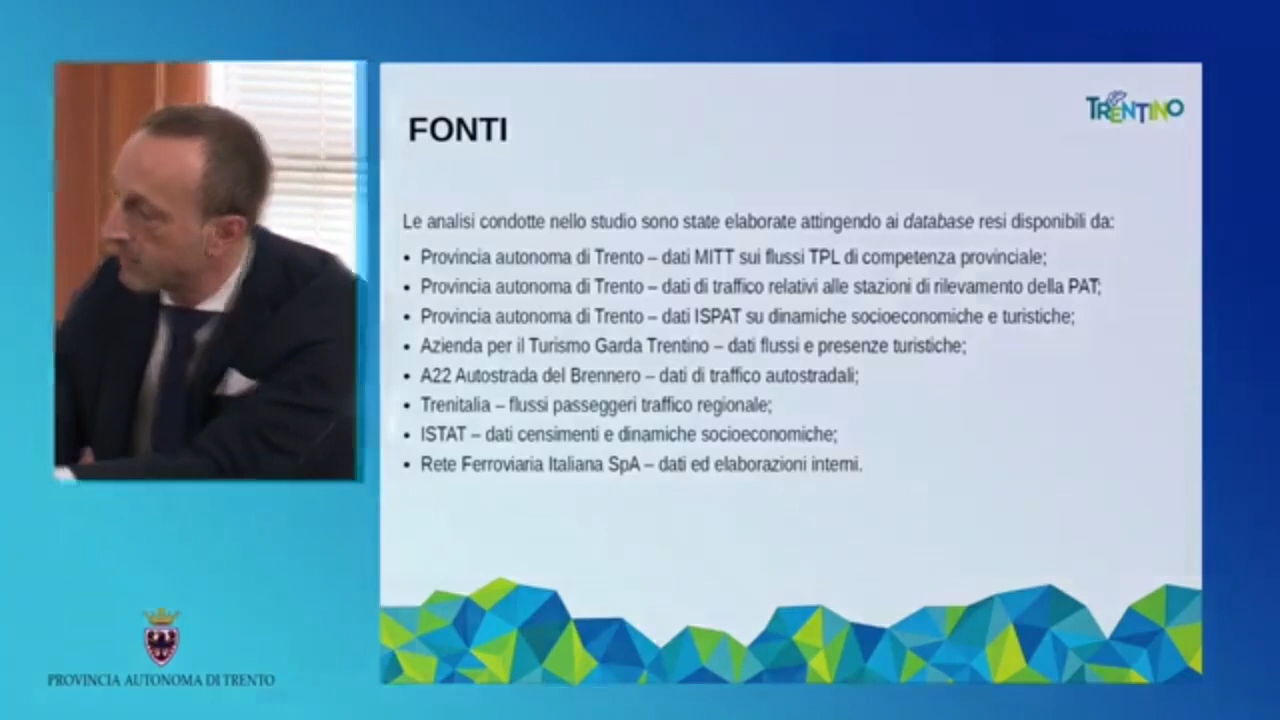 TRENTINO
FONTI
Le analisi condotte nello studio sono state elaborate attingendo ai database resi disponibili da:
• Provincia autonoma di Trento – dati MITT sui flussi TPL di competenza provinciale;
• Provincia autonoma di Trento – dati di traffico relativi alle stazioni di rilevamento della PAT;
• Provincia autonoma di Trento – dati ISPAT su dinamiche socioeconomiche e turistiche;
• Azienda per il Turismo Garda Trentino – dati flussi e presenze turistiche;
• A22 Autostrada del Brennero – dati di traffico autostradali;
• Trenitalia – flussi passeggeri traffico regionale;
• ISTAT – dati censimenti e dinamiche socioeconomiche;
• Rete Ferroviaria Italiana SpA – dati ed elaborazioni interni.
PROVINCIA AUTONOMA DI TRENTO